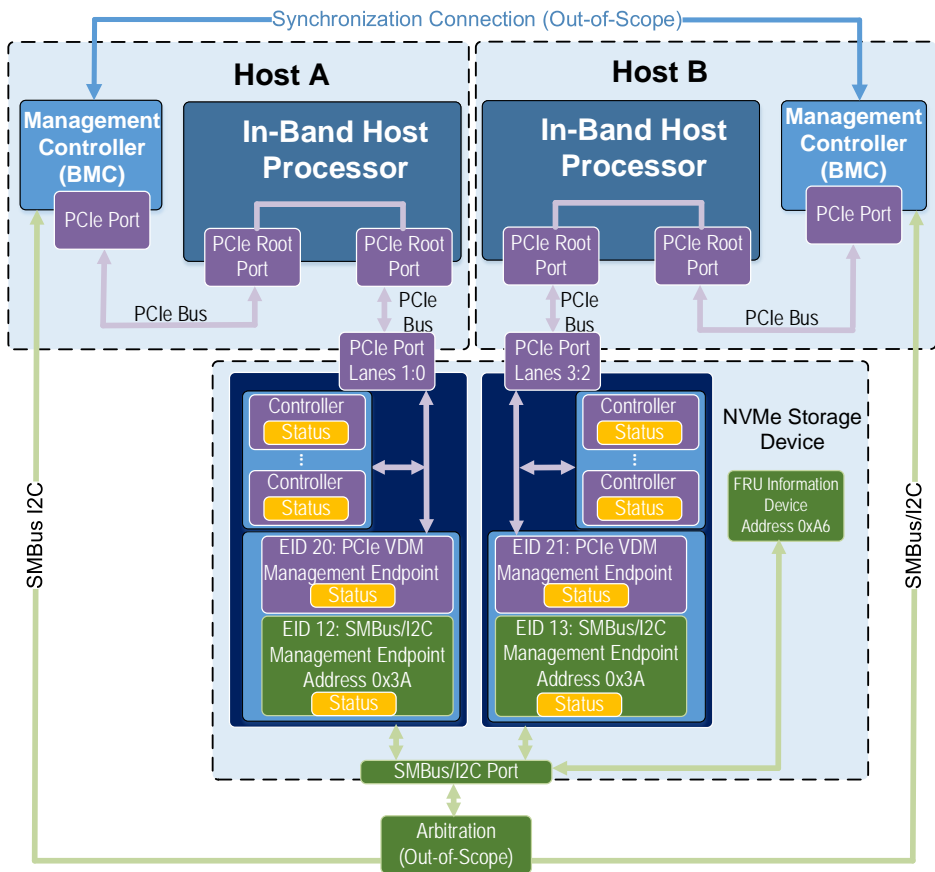 Synchronization Connection (Out-of-Scope)
Host A
Management
Controller
(BMC)
PCIe Port
In-Band Host
Processor
PCIe Root
Port
PCIe Root
Port
PCIe Bus
PCIe
Bus
Host B
In-Band Host
Processor
Management
Controller
(BMC)
PCIe Port
PCIe Root
Port
PCIe Root
Port
PCIe
Bus
PCIe Bus
PCIe Port
Lanes 1:0
PCIe Port
Lanes 3:2
Controller
Status
...
Controller
Status
EID 20: PCIe VDM
Management Endpoint
Status
EID 12: SMBus/I2C
Management Endpoint
Address 0x3A
Status
Controller
Status
...
Controller
Status
EID 21: PCIe VDM
Management Endpoint
Status
EID 13: SMBus/I2C
Management Endpoint
Address 0x3A
Status
NVMe Storage
Device
FRU Information
Device
Address 0xA6
SMBus I2C
SMBus/I2C
SMBus/I2C Port
Arbitration
(Out-of-Scope)